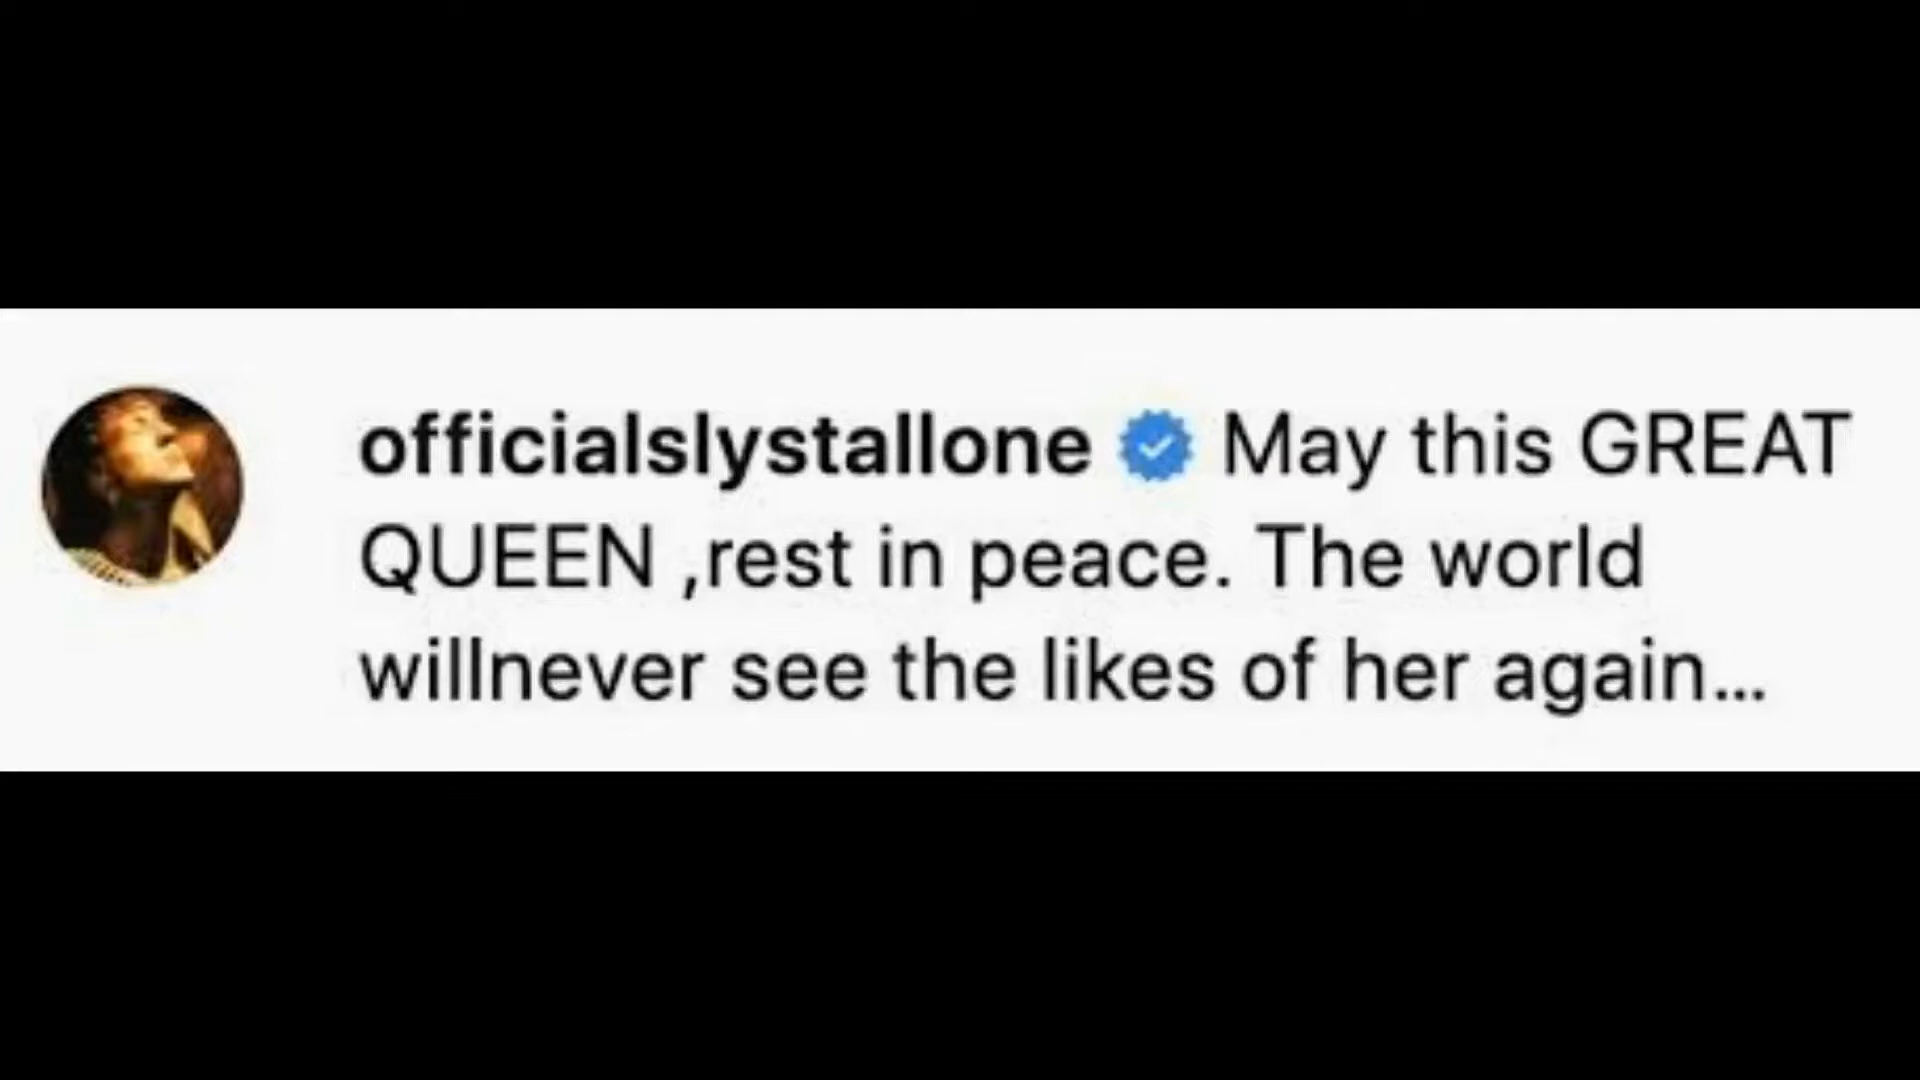 officialslystallone May this GREAT
QUEEN ,rest in peace. The world
willnever see the likes of her again...